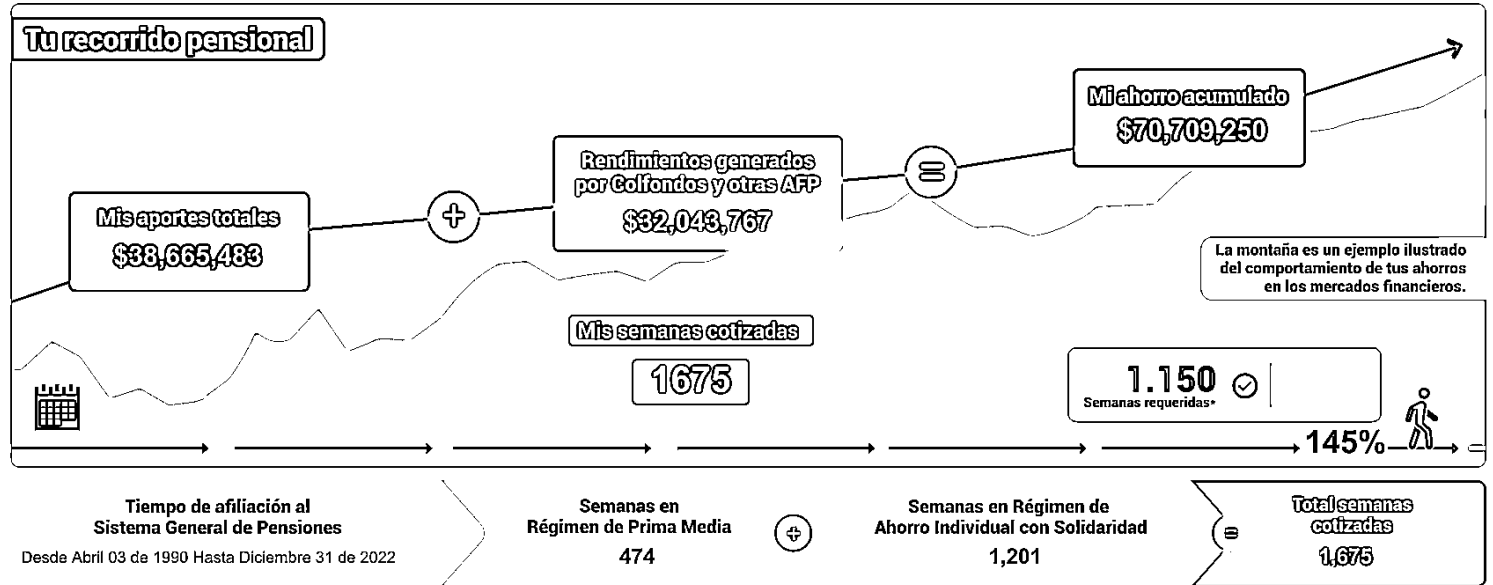 Tu recorrido pensional
Mi ahorro acumulado
$70,709,250
Rendimientos generados
por Colfondos y otras AFP
$32,043,767
Mis aportes totales
$38,665,483
La montaña es un ejemplo ilustrado
del comportamiento de tus ahorros
en los mercados financieros.
Mis semanas cotizadas
1675
1.150
Semanas requeridas*
145%
Tiempo de afiliación al
Sistema General de Pensiones
Desde Abril 03 de 1990 Hasta Diciembre 31 de 2022
Semanas en
Régimen de Prima Media
474
Semanas en Régimen de
Ahorro Individual con Solidaridad
1,201
Total semanas
cotizadas
1,675